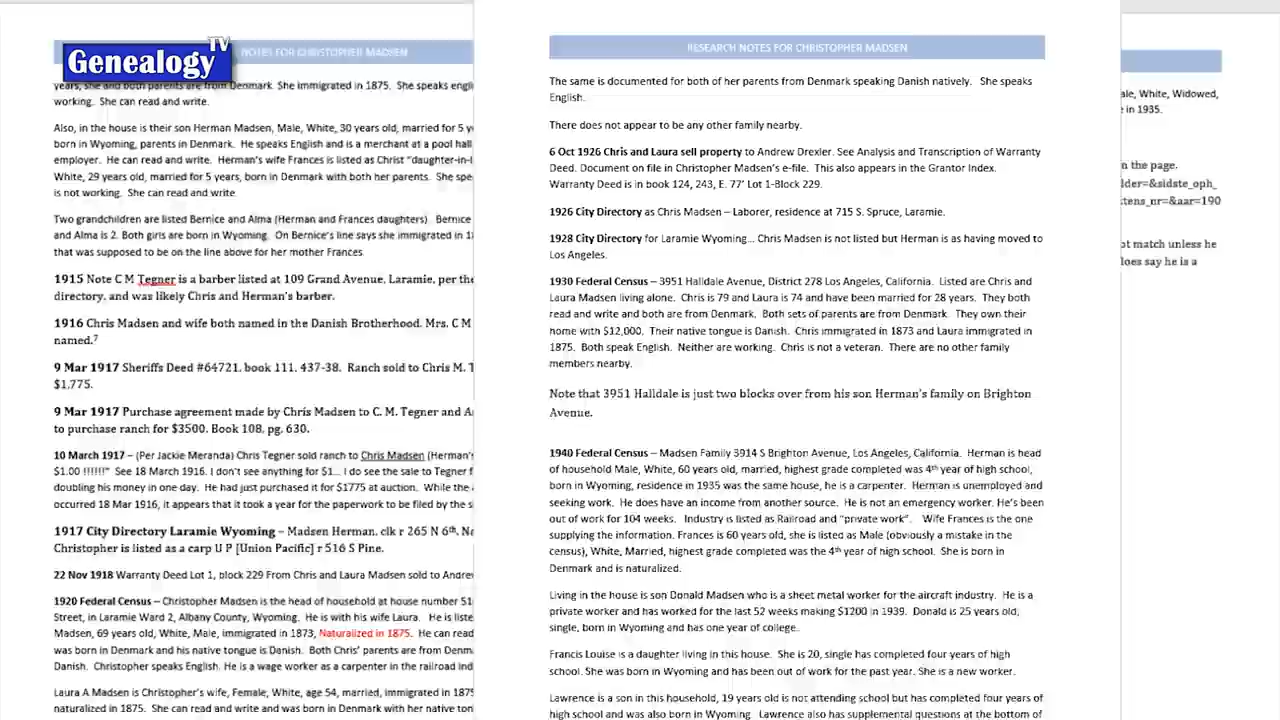 Genealogy TV
NOTES FOR CHRISTOPHER MADSEN
years, she and both parents are from Denmark. She immigrated in 1875. She speaks engli
working. She can read and write.
Also, in the house is their son Herman Madsen, Male, White, 30 years old, married for 5 y
born in Wyoming, parents in Denmark. He speaks English and is a merchant at a pool hall
employer. He can read and write. Herman's wife Frances is listed as Christ "daughter-in-l
White, 29 years old, married for 5 years, born in Denmark with both her parents. She spe
is not working. She can read and write.
Two grandchildren are listed Bernice and Alma (Herman and Frances daughters). Bernice
and Alma is 2. Both girls are born in Wyoming. On Bernice's line says she immigrated in 1
that was supposed to be on the line above for her mother Frances.
1915 Note C M Tegner is a barber listed at 109 Grand Avenue, Laramie, per the
directory, and was likely Chris and Herman's barber.
1916 Chris Madsen and wife both named in the Danish Brotherhood. Mrs. C M
named.7
9 Mar 1917 Sheriffs Deed #64721, book 111, 437-38. Ranch sold to Chris M. T
$1,775.
9 Mar 1917 Purchase agreement made by Chris Madsen to C. M. Tegner and A
to purchase ranch for $3500. Book 108, pg. 630.
10 March 1917 – (Per Jackie Meranda) Chris Tegner sold ranch to Chris Madsen (Herman's
$1.00 !!!!!!" See 18 March 1916. I don't see anything for $1... I do see the sale to Tegner f
doubling his money in one day. He had just purchased it for $1775 at auction. While the
occurred 18 Mar 1916, it appears that it took a year for the paperwork to be filed by the s
1917 City Directory Laramie Wyoming – Madsen Herman, clk r 265 N 6th, Ne
Christopher is listed as a carp U P [Union Pacific] r 516 S Pine.
22 Nov 1918 Warranty Deed Lot 1, block 229 From Chris and Laura Madsen sold to Andrew
1920 Federal Census – Christopher Madsen is the head of household at house number 51
Street, in Laramie Ward 2, Albany County, Wyoming. He is with his wife Laura. He is liste
Madsen, 69 years old, White, Male, immigrated in 1873, Naturalized in 1875. He can read
was born in Denmark and his native tongue is Danish. Both Chris' parents are from Denm
Danish. Christopher speaks English. He is a wage worker as a carpenter in the railroad ind
Laura A Madsen is Christopher's wife, Female, White, age 54, married, immigrated in 1875
naturalized in 1875. She can read and write and was born in Denmark with her native ton
RESEARCH NOTES FOR CHRISTOPHER MADSEN
The same is documented for both of her parents from Denmark speaking Danish natively. She speaks
English.
There does not appear to be any other family nearby.
6 Oct 1926 Chris and Laura sell property to Andrew Drexler. See Analysis and Transcription of Warranty
Deed. Document on file in Christopher Madsen's e-file. This also appears in the Grantor Index.
Warranty Deed is in book 124, 243, E. 77' Lot 1-Block 229.
1926 City Directory as Chris Madsen – Laborer, residence at 715 S. Spruce, Laramie.
1928 City Directory for Laramie Wyoming... Chris Madsen is not listed but Herman is as having moved to
Los Angeles.
1930 Federal Census – 3951 Halldale Avenue, District 278 Los Angeles, California. Listed are Chris and
Laura Madsen living alone. Chris is 79 and Laura is 74 and have been married for 28 years. They both
read and write and both are from Denmark. Both sets of parents are from Denmark. They own their
home with $12,000. Their native tongue is Danish. Chris immigrated in 1873 and Laura immigrated in
1875. Both speak English. Neither are working. Chris is not a veteran. There are no other family
members nearby.
Note that 3951 Halldale is just two blocks over from his son Herman's family on Brighton
Avenue.
1940 Federal Census – Madsen Family 3914 S Brighton Avenue, Los Angeles, California. Herman is head
of household Male, White, 60 years old, married, highest grade completed was 4th year of high school,
born in Wyoming, residence in 1935 was the same house, he is a carpenter. Herman is unemployed and
seeking work. He does have an income from another source. He is not an emergency worker. He's been
out of work for 104 weeks. Industry is listed as Railroad and "private work". Wife Frances is the one
supplying the information. Frances is 60 years old, she is listed as Male (obviously a mistake in the
census), White, Married, highest grade completed was the 4th year of high school. She is born in
Denmark and is naturalized.
Living in the house is son Donald Madsen who is a sheet metal worker for the aircraft industry. He is a
private worker and has worked for the last 52 weeks making $1200 in 1939. Donald is 25 years old,
single, born in Wyoming and has one year of college.
Francis Louise is a daughter living in this house. She is 20, single has completed four years of high
school. She was born in Wyoming and has been out of work for the past year. She is a new worker.
Lawrence is a son in this household, 19 years old is not attending school but has completed four years of
high school and was also born in Wyoming. Lawrence also has supplemental questions at the bottom of
ale, White, Widowed,
e in 1935.
n the page.
lder=&sidste_oph_
tens_nr=&aar=190
ot match unless he
loes say he is a